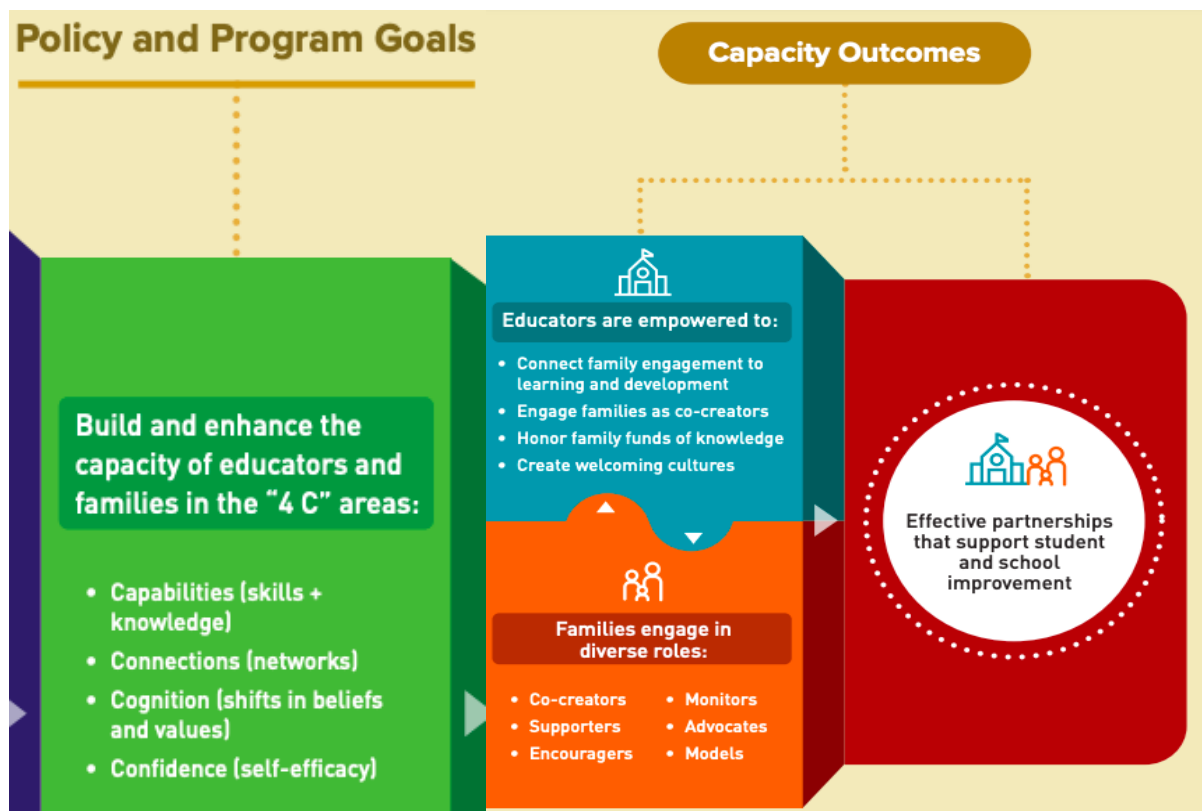 Policy and Program Goals
Build and enhance the
capacity of educators and
families in the “4 C” areas:
• Capabilities (skills +
knowledge)
• Connections (networks)
• Cognition (shifts in beliefs
and values)
• Confidence (self-efficacy)
Capacity Outcomes
Educators are empowered to:
• Connect family engagement to
learning and development
• Engage families as co-creators
• Honor family funds of knowledge
• Create welcoming cultures
Families engage in
diverse roles:
• Co-creators
• Supporters
• Encouragers
• Monitors
• Advocates
• Models
Effective partnerships
that support student
and school
improvement